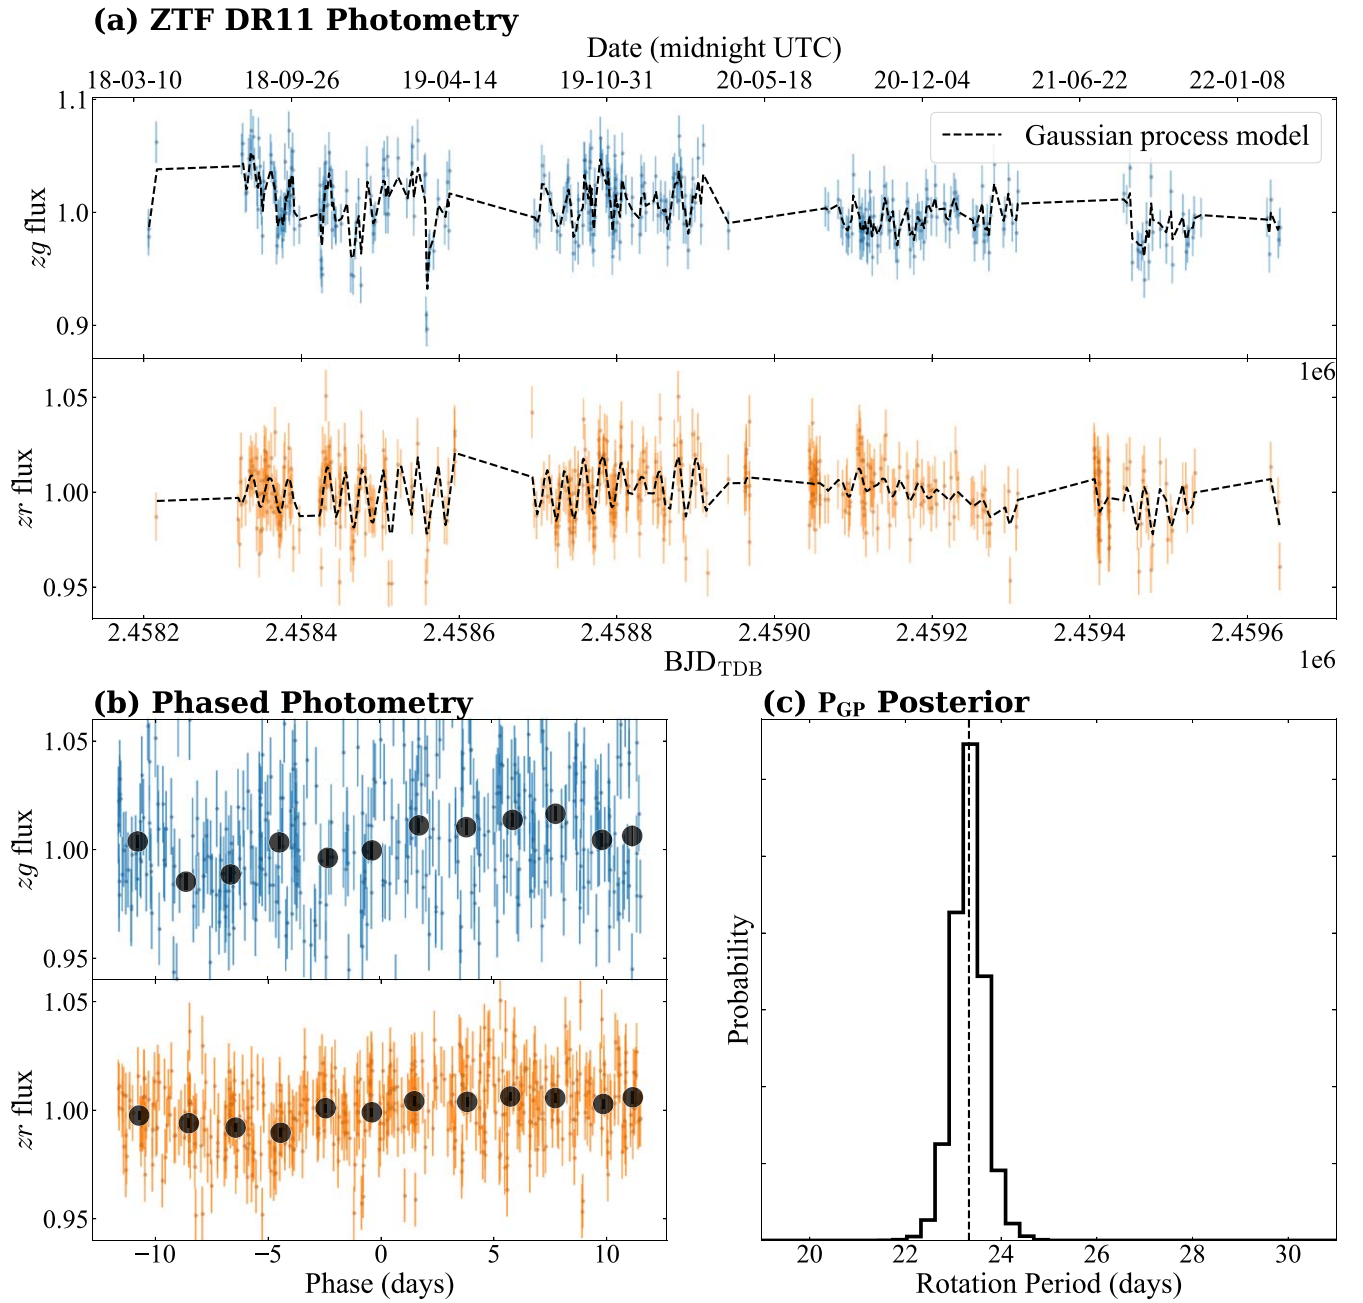 (a) ZTF DR11 Photometry
Date (midnight UTC)
18-03-10 18-09-26 19-04-14 19-10-31 20-05-18 20-12-04 21-06-22 22-01-08
1.1
1.0
0.9
zg flux
Gaussian process model
1e6
1.05
1.00
0.95
zr flux
2.4582 2.4584 2.4586 2.4588 2.4590 2.4592 2.4594 2.4596
BJD_TDB
1e6
(b) Phased Photometry
1.05
1.00
0.95
zg flux
1.05
1.00
0.95
zr flux
−10 −5 0 5 10
Phase (days)
(c) P_GP Posterior
Probability
20 22 24 26 28 30
Rotation Period (days)